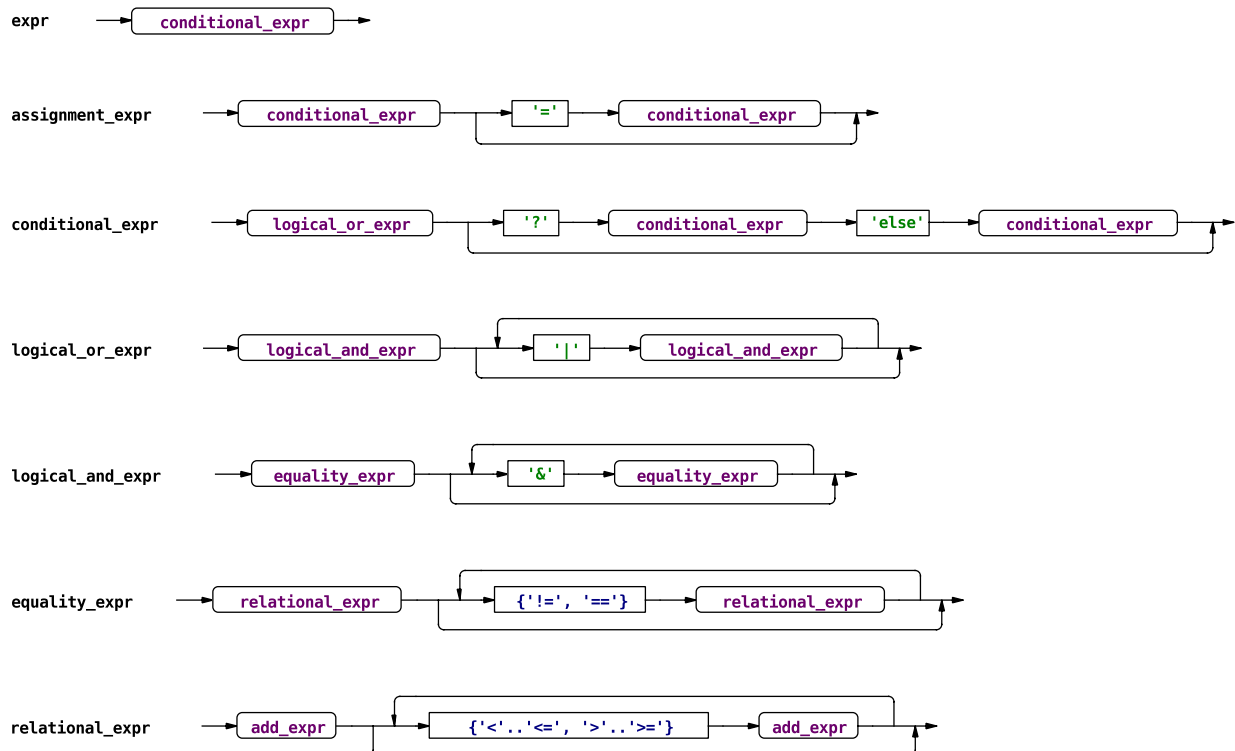 expr conditional_expr
assignment_expr conditional_expr '=' conditional_expr
conditional_expr logical_or_expr '?' conditional_expr 'else' conditional_expr
logical_or_expr logical_and_expr '|' logical_and_expr
logical_and_expr equality_expr '&' equality_expr
equality_expr relational_expr {'!=', '=='} relational_expr
relational_expr add_expr {'<'..'<=', '>'..'>='} add_expr